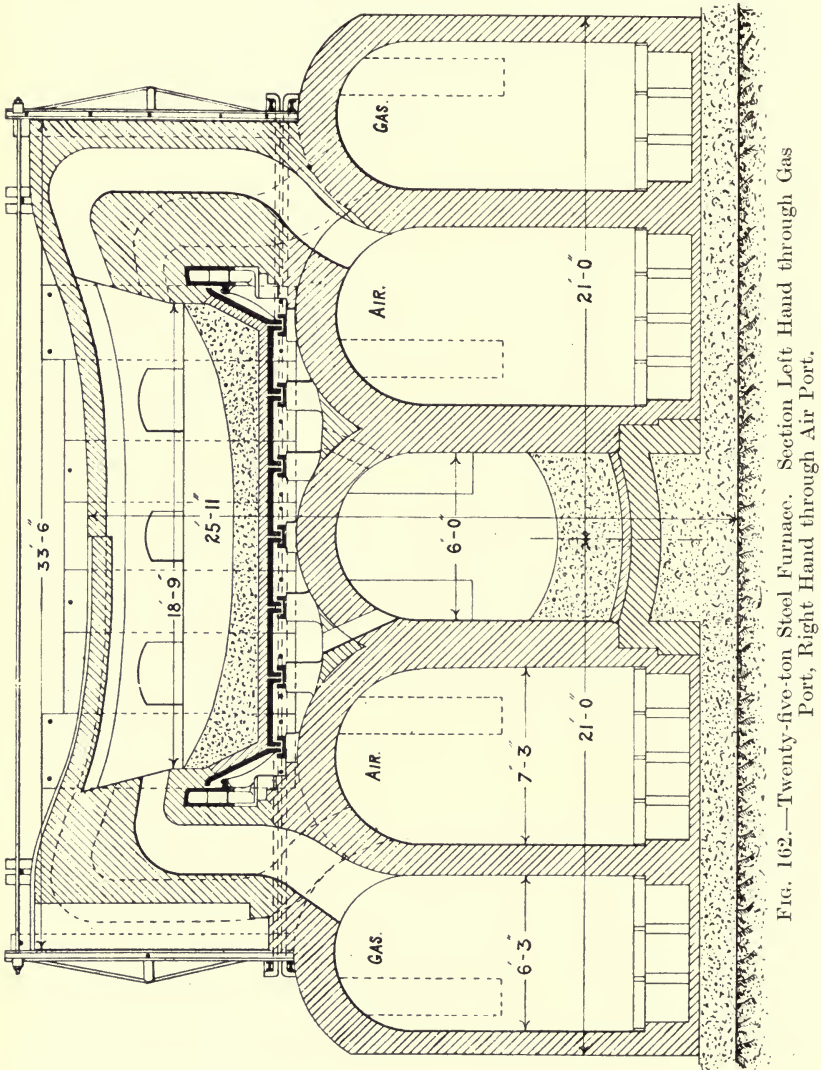 33'-6"
18'-9"
25'-11"
GAS.
AIR.
AIR.
GAS.
6'-0"
7'-3"
6'-3"
21'-0"
21'-0"
FIG. 162.—Twenty-five-ton Steel Furnace. Section Left Hand through Gas
Port, Right Hand through Air Port.